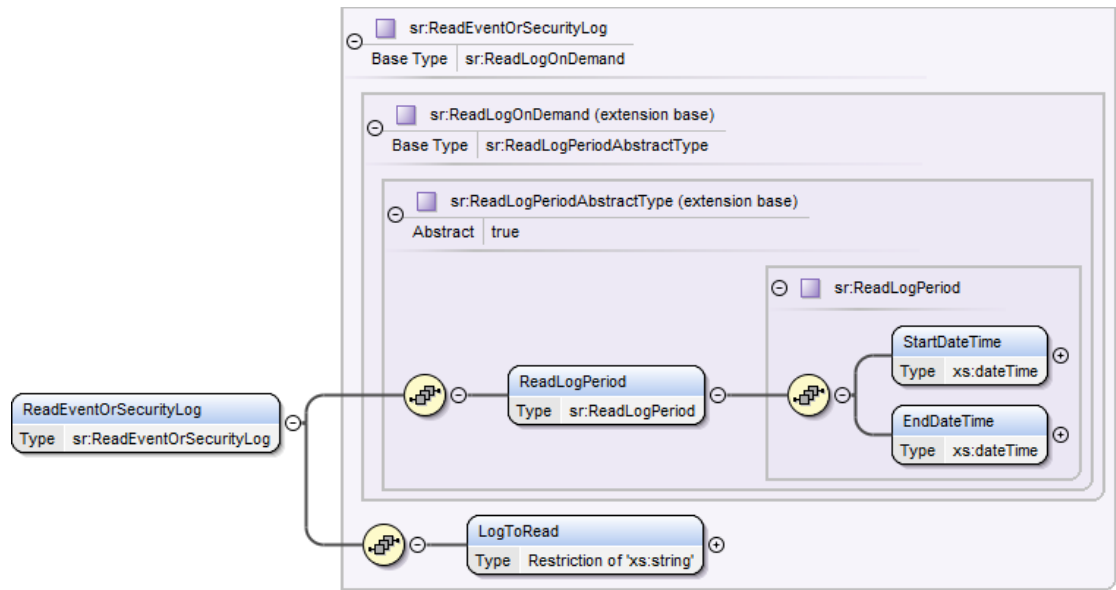 sr:ReadEventOrSecurityLog
Base Type sr:ReadLogOnDemand
sr:ReadLogOnDemand (extension base)
Base Type sr:ReadLogPeriodAbstractType
sr:ReadLogPeriodAbstractType (extension base)
Abstract true
sr:ReadLogPeriod
StartDateTime
Type xs:dateTime
ReadLogPeriod
Type sr:ReadLogPeriod
EndDateTime
Type xs:dateTime
ReadEventOrSecurityLog
Type sr:ReadEventOrSecurityLog
LogToRead
Type Restriction of 'xs:string'